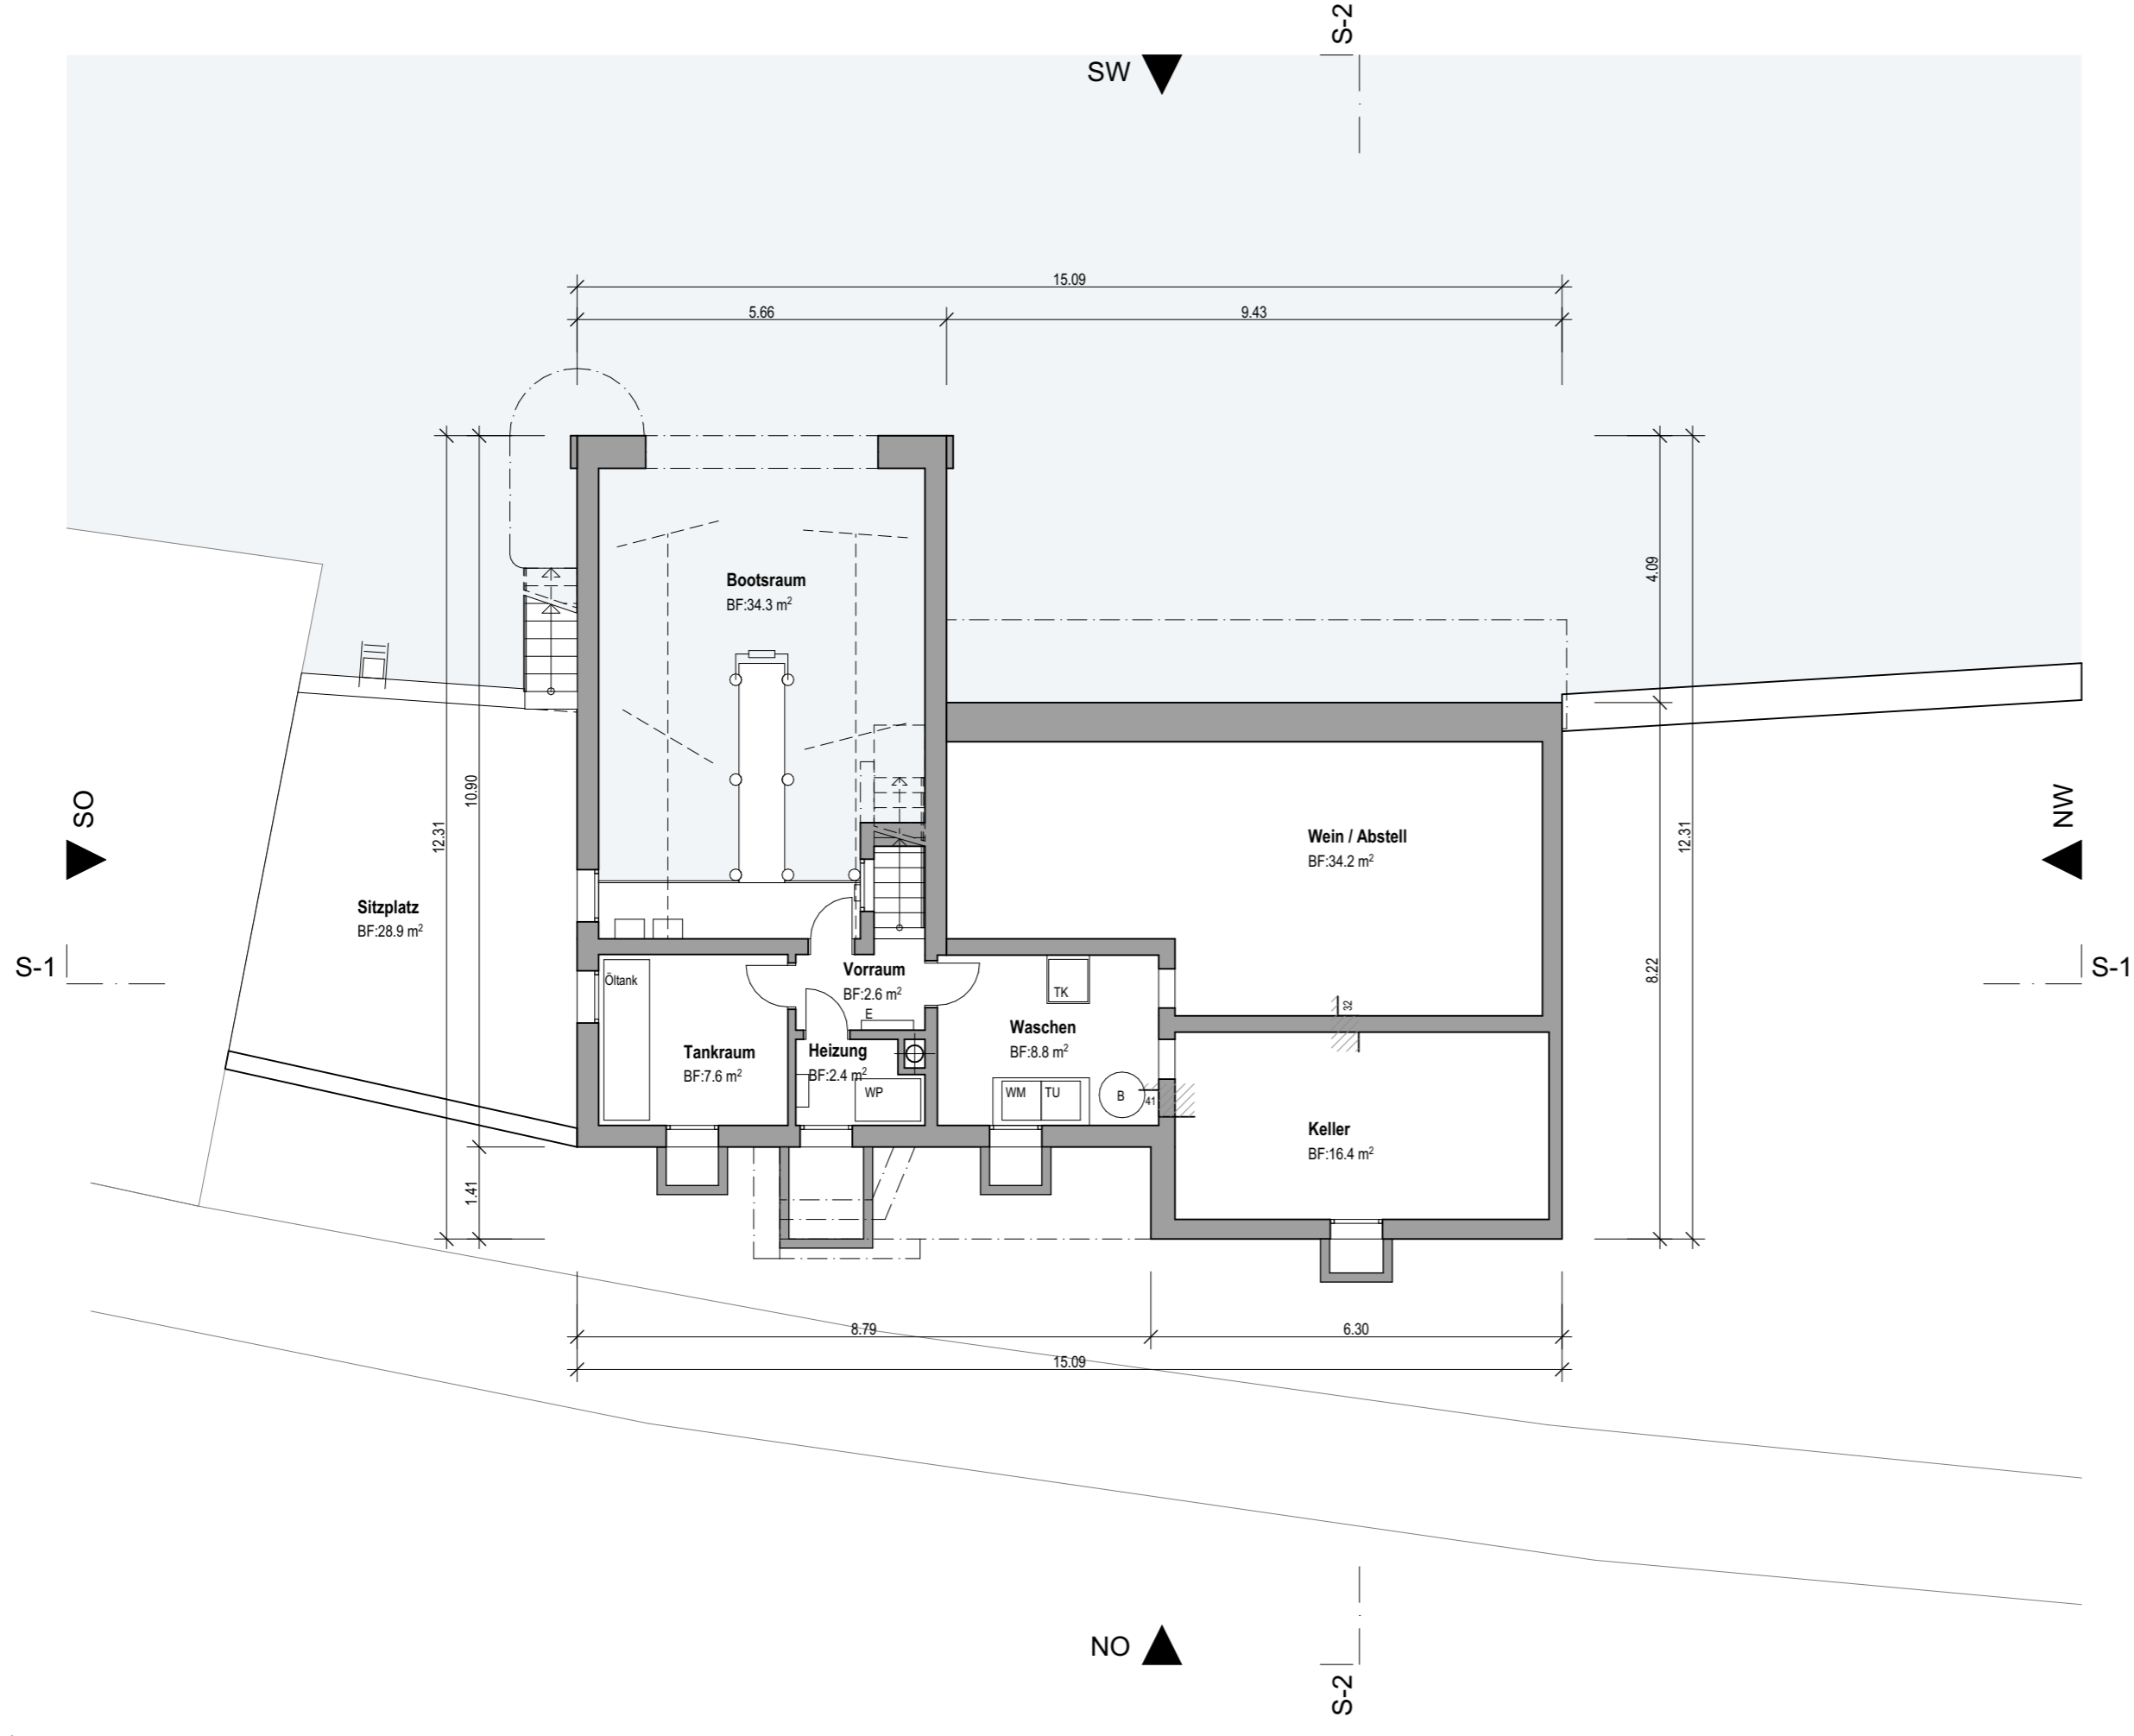 S-2
SW
15.09
5.66
9.43
Bootsraum
BF:34.3 m²
4.09
10.90
12.31
SO
NW
Wein / Abstell
BF:34.2 m²
12.31
Sitzplatz
BF:28.9 m²
S-1
S-1
8.22
Öltank
Vorraum
BF:2.6 m²
E
TK
32
Waschen
BF:8.8 m²
Tankraum
BF:7.6 m²
Heizung
BF:2.4 m²
WP
WM
TU
B
41
Keller
BF:16.4 m²
1.41
8.79
6.30
15.09
NO
S-2